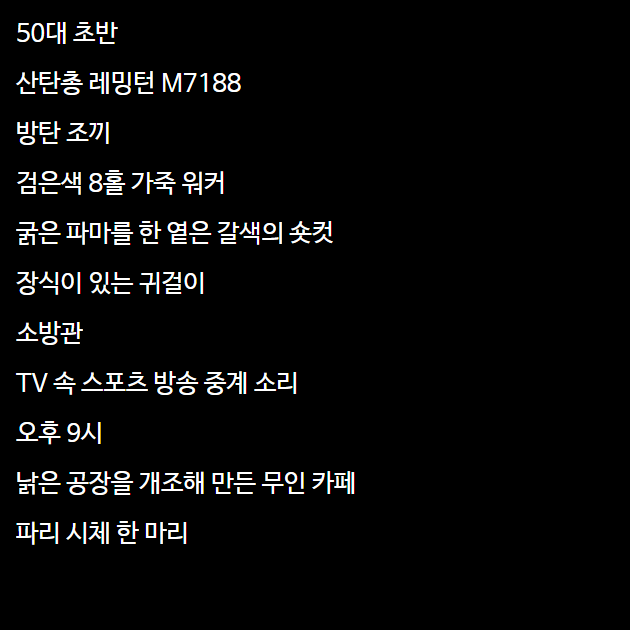 50대 초반
산탄총 레밍턴 M7188
방탄 조끼
검은색 8홀 가죽 워커
굵은 파마를 한 옅은 갈색의 숏컷
장식이 있는 귀걸이
소방관
TV 속 스포츠 방송 중계 소리
오후 9시
낡은 공장을 개조해 만든 무인 카페
파리 시체 한 마리